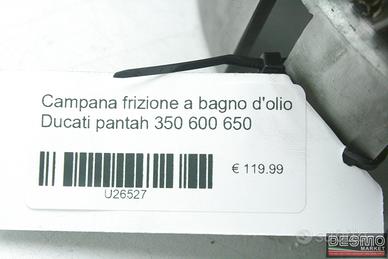 Campana frizione a bagno d'olio
Ducati pantah 350 600 650
€ 119.99
U26527
DESMO
MARKET